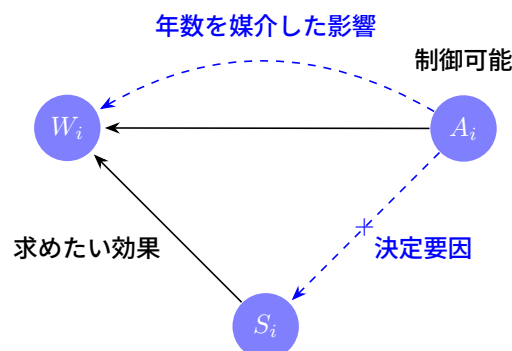 年数を媒介した影響
制御可能
W_i
A_i
求めたい効果
決定要因
S_i